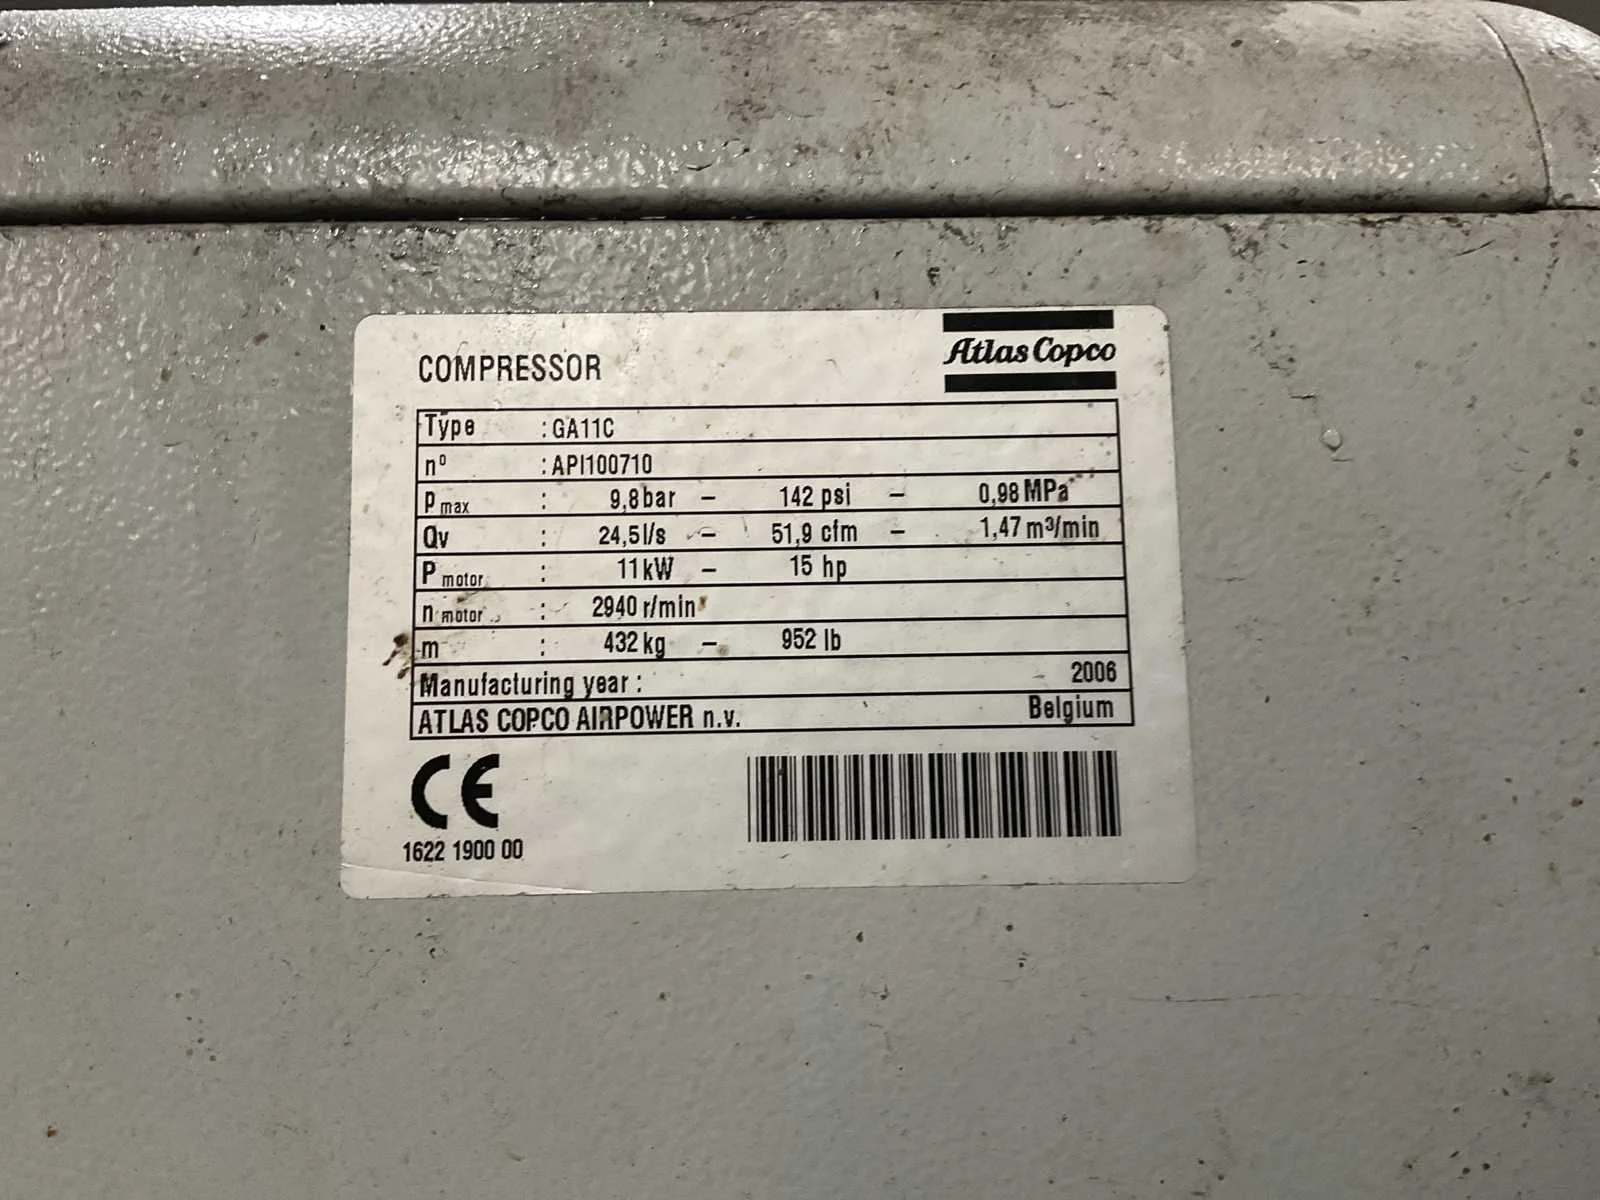 Atlas Copco
COMPRESSOR
Type : GA11C
nº : API100710
P max : 9,8 bar – 142 psi – 0,98 MPa
Qv : 24,5 l/s – 51,9 cfm – 1,47 m³/min
P motor : 11 kW – 15 hp
n motor : 2940 r/min
m : 432 kg – 952 lb
Manufacturing year : 2006
ATLAS COPCO AIRPOWER n.v. Belgium
CE
1622 1900 00